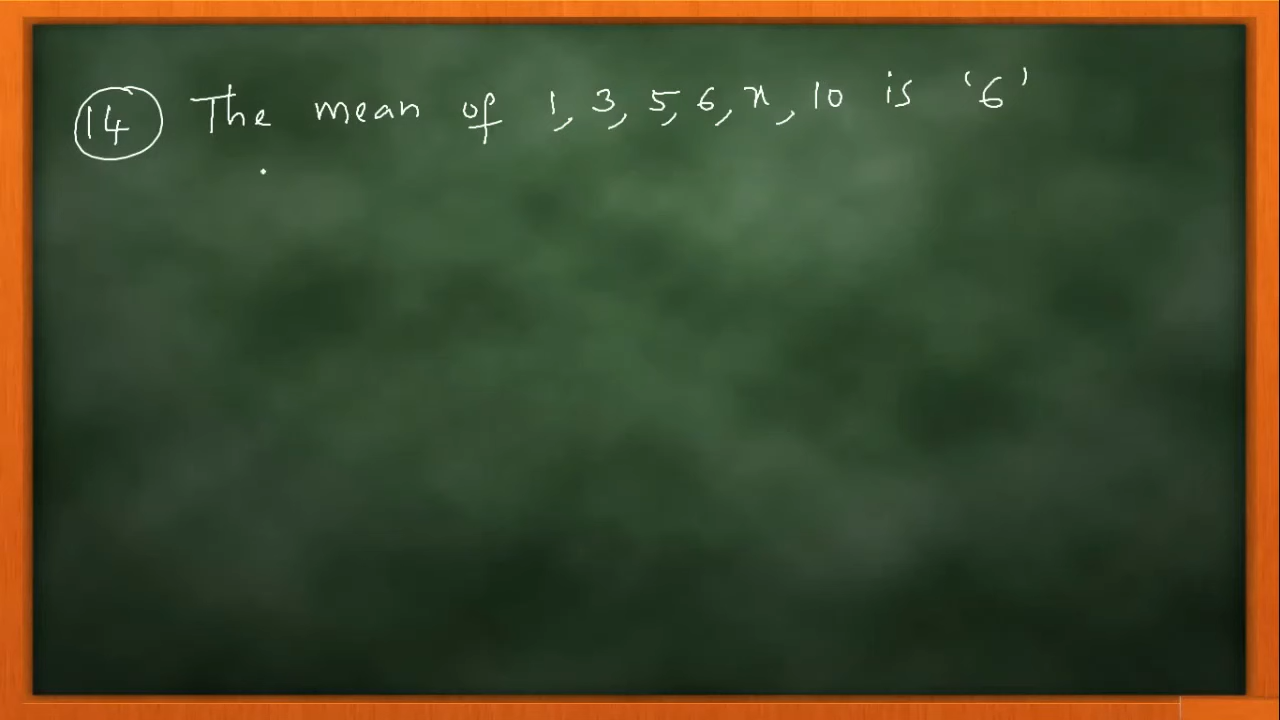 14 The mean of 1, 3, 5, 6, x, 10 is '6'